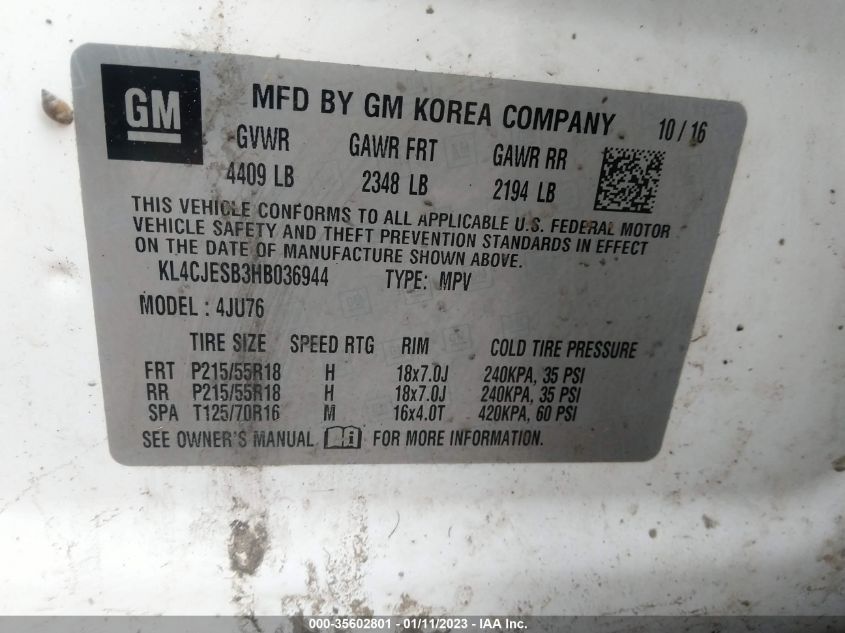 GM MFD BY GM KOREA COMPANY 10/16
GVWR GAWR FRT GAWR RR
4409 LB 2348 LB 2194 LB
THIS VEHICLE CONFORMS TO ALL APPLICABLE U.S. FEDERAL MOTOR
VEHICLE SAFETY AND THEFT PREVENTION STANDARDS IN EFFECT
ON THE DATE OF MANUFACTURE SHOWN ABOVE.
KL4CJESB3HB036944 TYPE: MPV
MODEL : 4JU76
TIRE SIZE SPEED RTG RIM COLD TIRE PRESSURE
FRT P215/55R18 H 18x7.0J 240KPA, 35 PSI
RR P215/55R18 H 18x7.0J 240KPA, 35 PSI
SPA T125/70R16 M 16x4.0T 420KPA, 60 PSI
SEE OWNER'S MANUAL i FOR MORE INFORMATION.
000-35602801 - 01/11/2023 - © IAA Holdings, LLC.